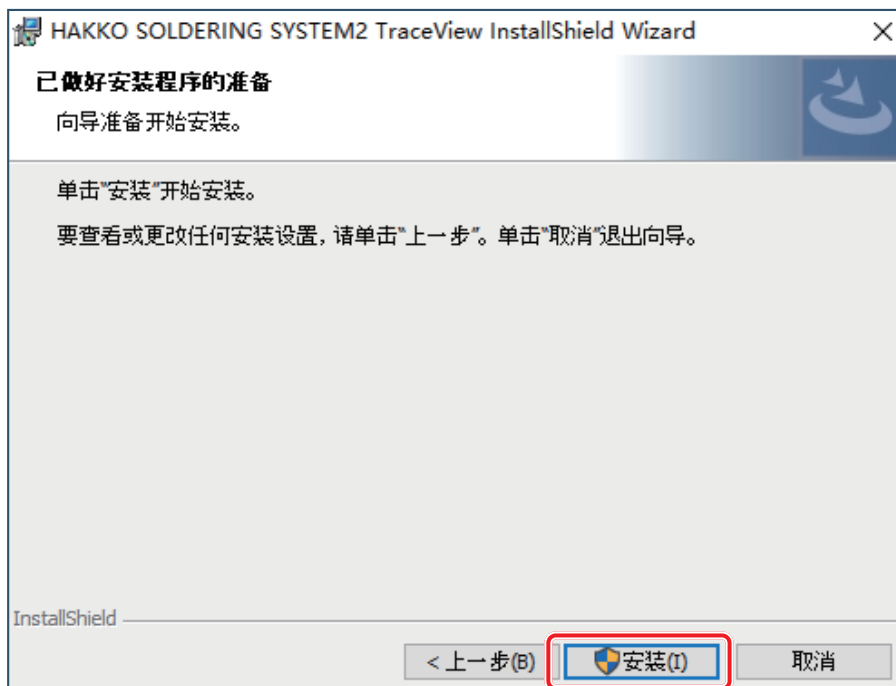 HAKKO SOLDERING SYSTEM2 TraceView InstallShield Wizard
已做好安装程序的准备
向导准备开始安装。
单击"安装"开始安装。
要查看或更改任何安装设置，请单击"上一步"。单击"取消"退出向导。
InstallShield
< 上一步(B)
安装(I)
取消